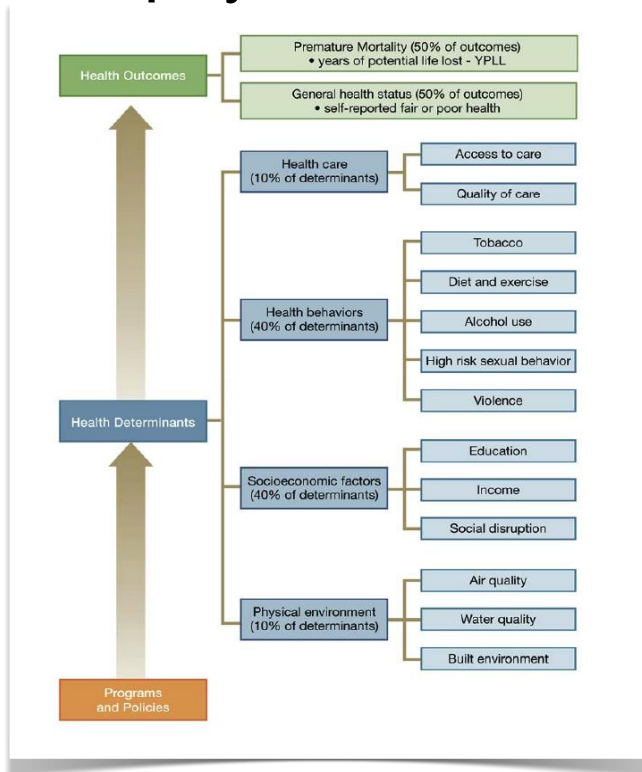 Health Outcomes
Premature Mortality (50% of outcomes)
• years of potential life lost - YPLL
General health status (50% of outcomes)
• self-reported fair or poor health
Health Determinants
Health care
(10% of determinants)
Access to care
Quality of care
Health behaviors
(40% of determinants)
Tobacco
Diet and exercise
Alcohol use
High risk sexual behavior
Violence
Socioeconomic factors
(40% of determinants)
Education
Income
Social disruption
Physical environment
(10% of determinants)
Air quality
Water quality
Built environment
Programs
and Policies